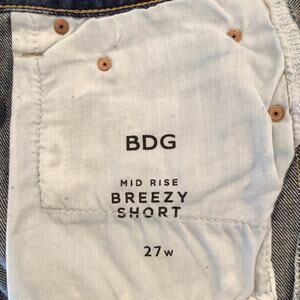 BDG
MID RISE
BREEZY
SHORT
27W